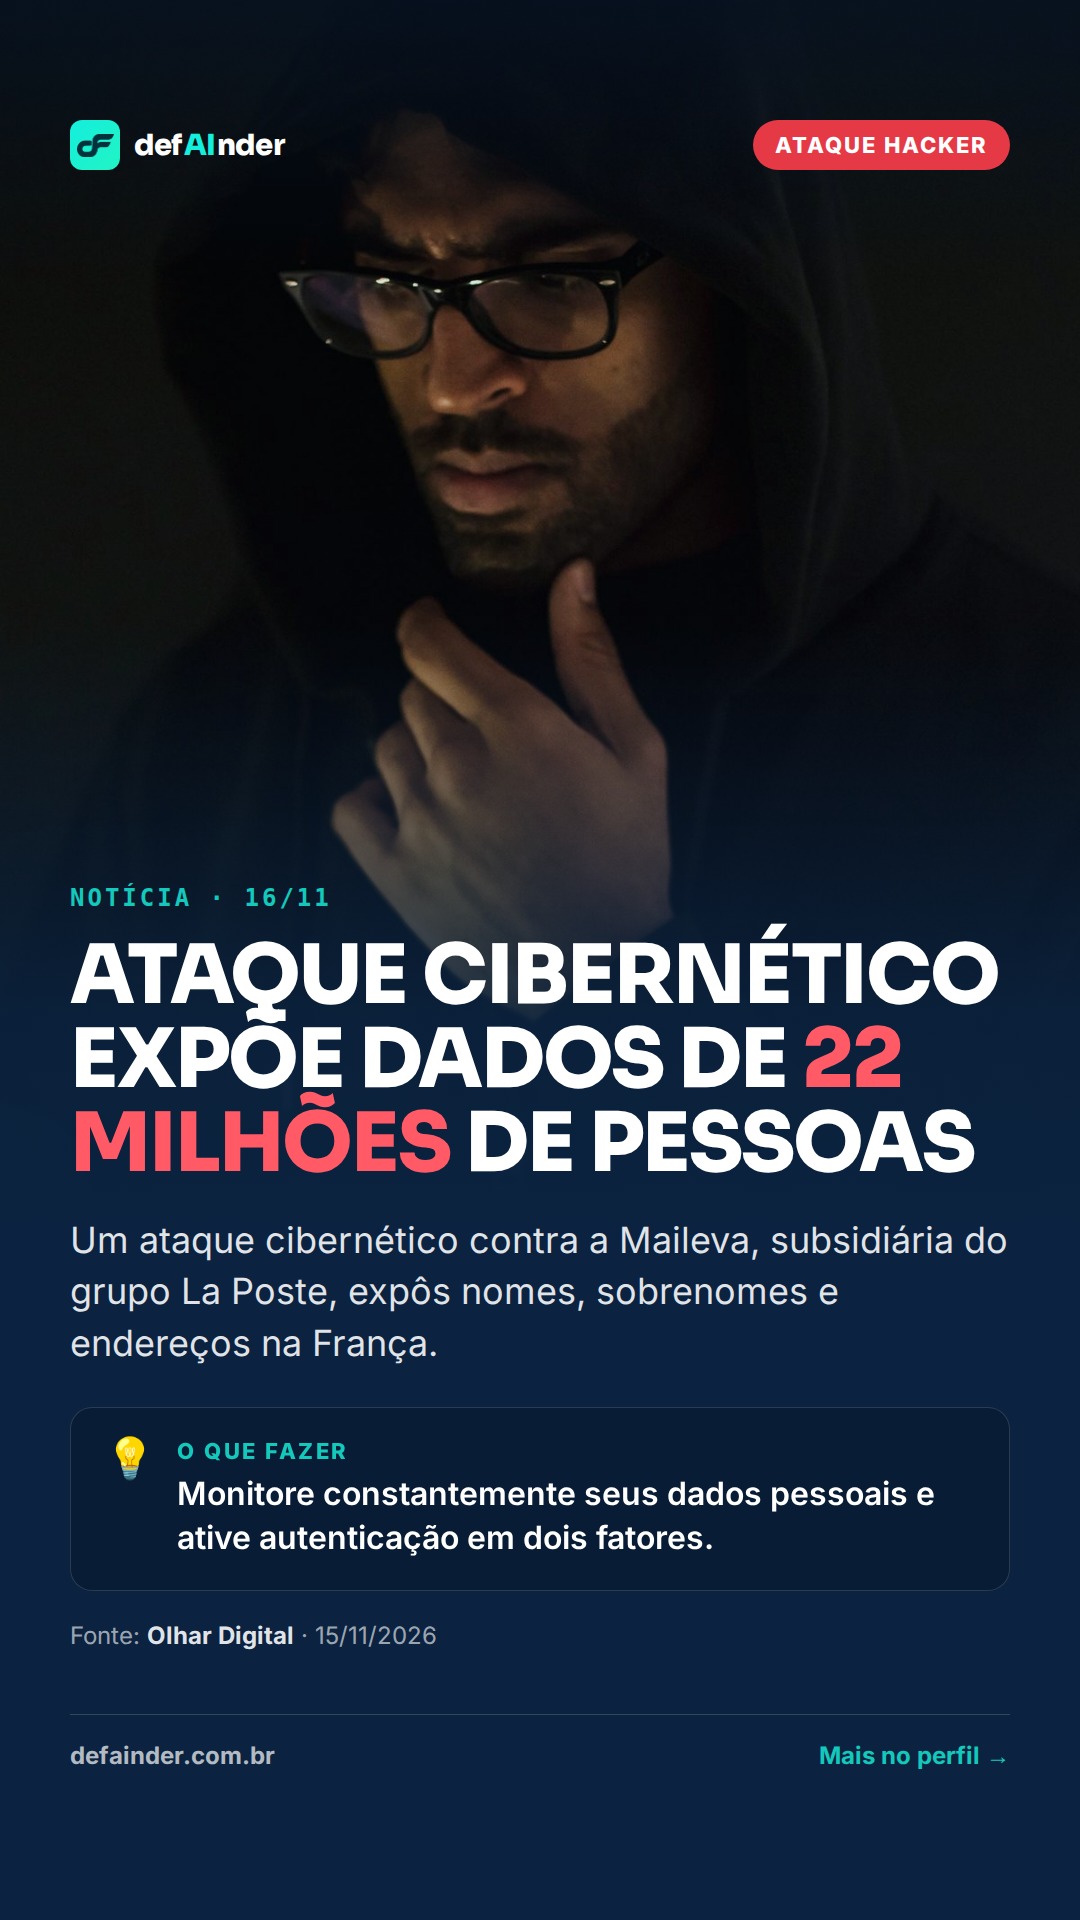 defAInder
ATAQUE HACKER
NOTÍCIA · 16/11
ATAQUE CIBERNÉTICO
EXPÕE DADOS DE 22
MILHÕES DE PESSOAS
Um ataque cibernético contra a Maileva, subsidiária do
grupo La Poste, expôs nomes, sobrenomes e
endereços na França.
O QUE FAZER
Monitore constantemente seus dados pessoais e
ative autenticação em dois fatores.
Fonte: Olhar Digital · 15/11/2026
defainder.com.br
Mais no perfil →